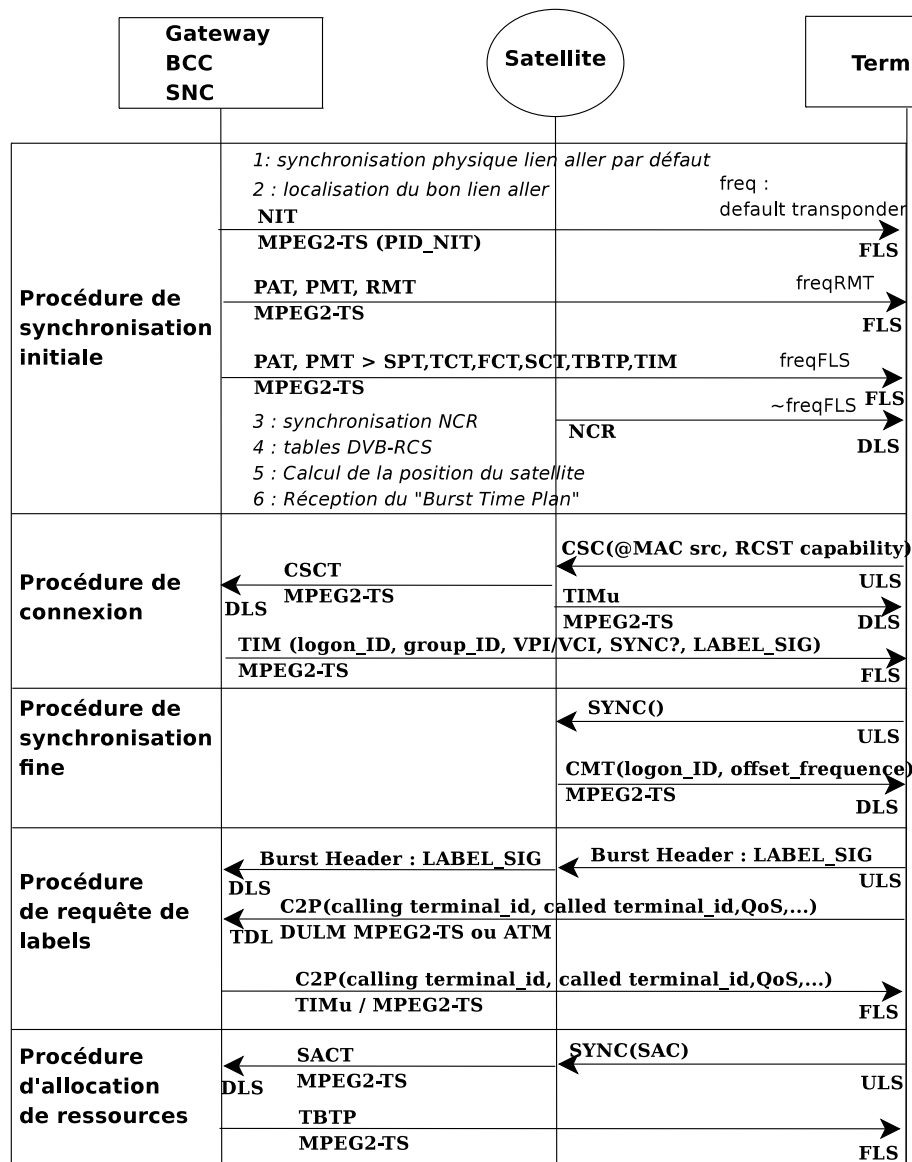 Gateway
BCC
SNC
Satellite
Term
Procédure de
synchronisation
initiale
1: synchronisation physique lien aller par défaut
2 : localisation du bon lien aller
freq :
default transponder
NIT
MPEG2-TS (PID_NIT)
FLS
PAT, PMT, RMT
freqRMT
MPEG2-TS
FLS
PAT, PMT > SPT,TCT,FCT,SCT,TBTP,TIM
freqFLS
MPEG2-TS
FLS
~freqFLS
3 : synchronisation NCR
NCR
DLS
4 : tables DVB-RCS
5 : Calcul de la position du satellite
6 : Réception du "Burst Time Plan"
Procédure de
connexion
CSC(@MAC src, RCST capability)
ULS
CSCT
MPEG2-TS
DLS
TIMu
MPEG2-TS
DLS
TIM (logon_ID, group_ID, VPI/VCI, SYNC?, LABEL_SIG)
MPEG2-TS
FLS
Procédure de
synchronisation
fine
SYNC()
ULS
CMT(logon_ID, offset_frequence)
MPEG2-TS
DLS
Procédure
de requête de
labels
Burst Header : LABEL_SIG
Burst Header : LABEL_SIG
DLS
ULS
C2P(calling terminal_id, called terminal_id,QoS,...)
TDL
DULM MPEG2-TS ou ATM
C2P(calling terminal_id, called terminal_id,QoS,...)
TIMu / MPEG2-TS
FLS
Procédure
d'allocation
de ressources
SACT
SYNC(SAC)
MPEG2-TS
DLS
ULS
TBTP
MPEG2-TS
FLS